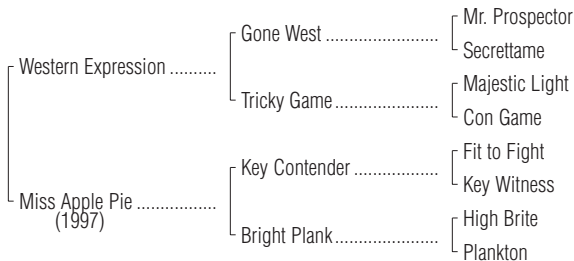 Mr. Prospector
Gone West ........................
Secrettame
Western Expression ..........
Majestic Light
Tricky Game ......................
Con Game
Fit to Fight
Key Contender ..................
Key Witness
Miss Apple Pie .................
(1997)
High Brite
Bright Plank ......................
Plankton